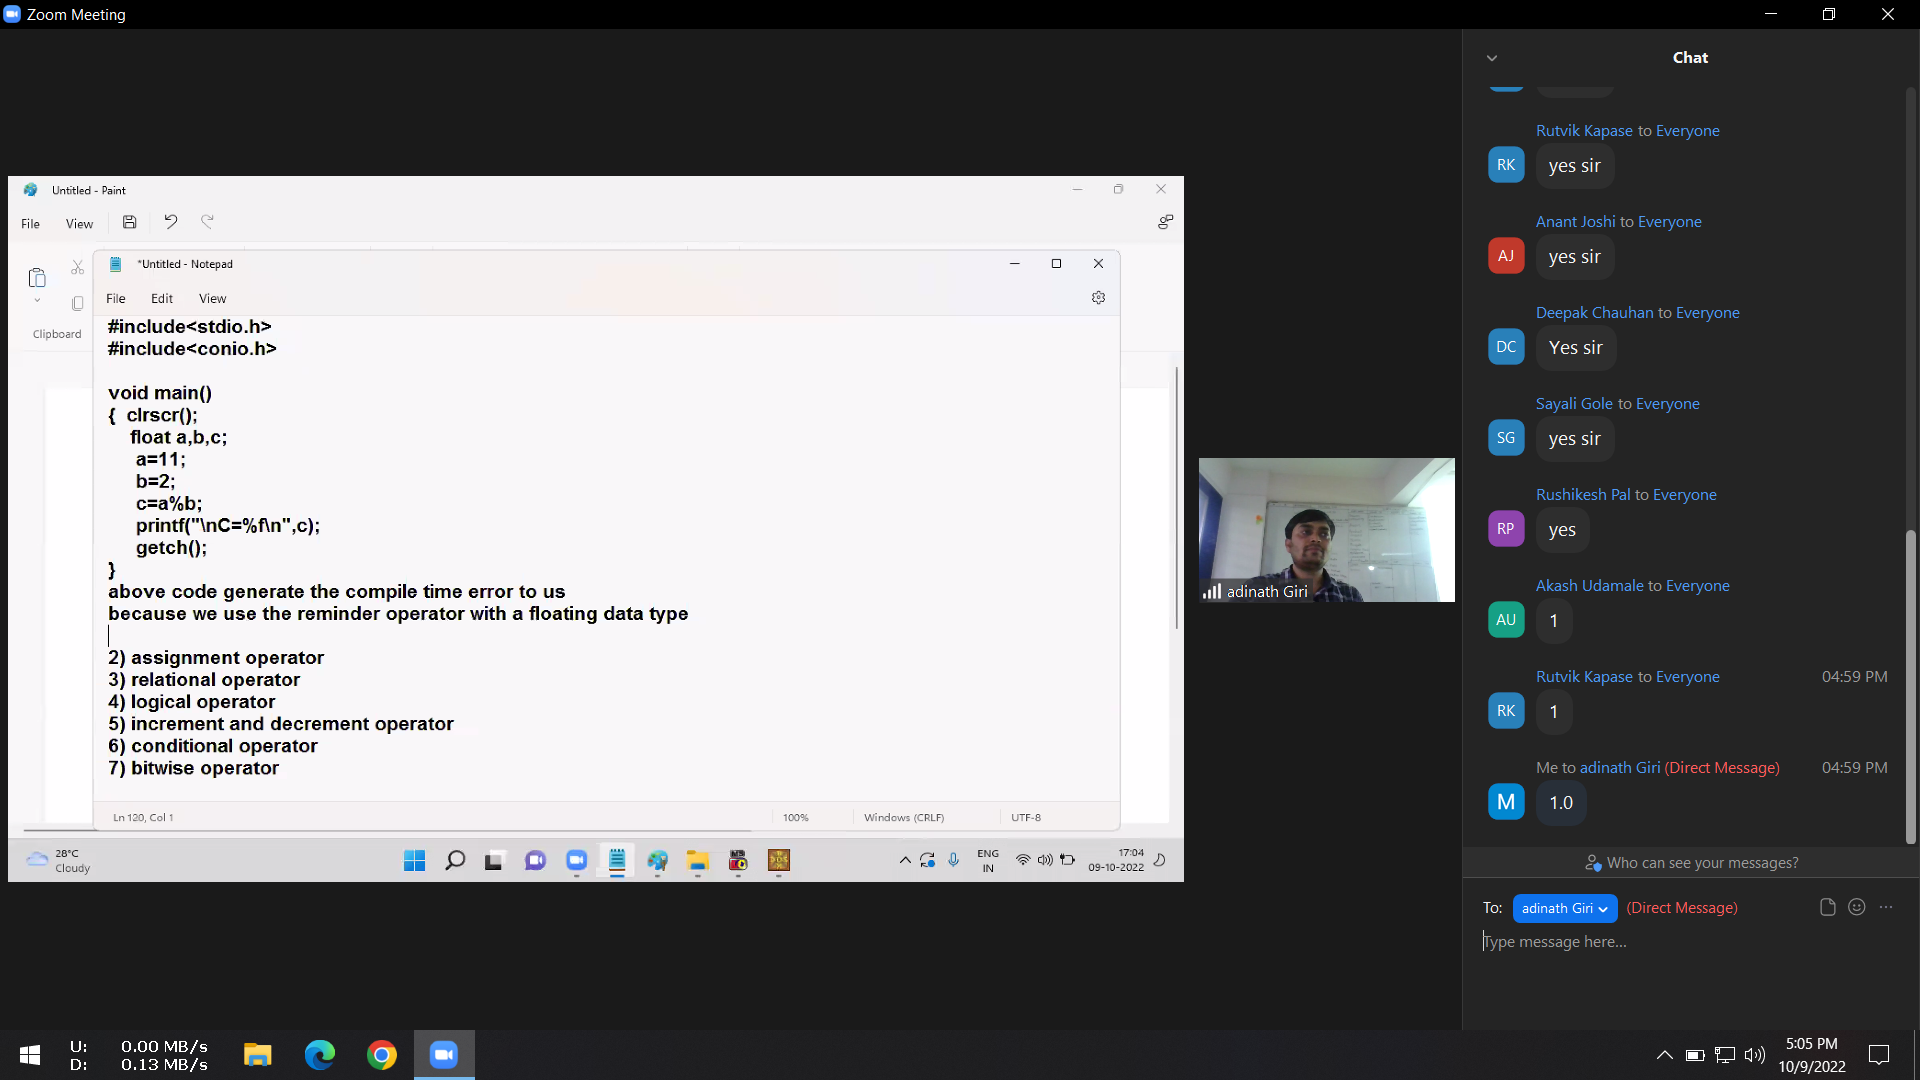 Zoom Meeting
Untitled - Paint
File View
Clipboard
*Untitled - Notepad
File Edit View
#include<stdio.h>
#include<conio.h>
void main()
{ clrscr();
float a,b,c;
a=11;
b=2;
c=a%b;
printf("\nC=%f\n",c);
getch();
}
above code generate the compile time error to us
because we use the reminder operator with a floating data type
2) assignment operator
3) relational operator
4) logical operator
5) increment and decrement operator
6) conditional operator
7) bitwise operator
Ln 120, Col 1 100% Windows (CRLF) UTF-8
28°C
Cloudy
ENG
IN
17:04
09-10-2022
adinath Giri
Chat
Rutvik Kapase to Everyone
RK yes sir
Anant Joshi to Everyone
AJ yes sir
Deepak Chauhan to Everyone
DC Yes sir
Sayali Gole to Everyone
SG yes sir
Rushikesh Pal to Everyone
RP yes
Akash Udamale to Everyone
AU 1
Rutvik Kapase to Everyone 04:59 PM
RK 1
Me to adinath Giri (Direct Message) 04:59 PM
M 1.0
Who can see your messages?
To: adinath Giri (Direct Message)
Type message here...
U: 0.00 MB/s
D: 0.13 MB/s
5:05 PM
10/9/2022